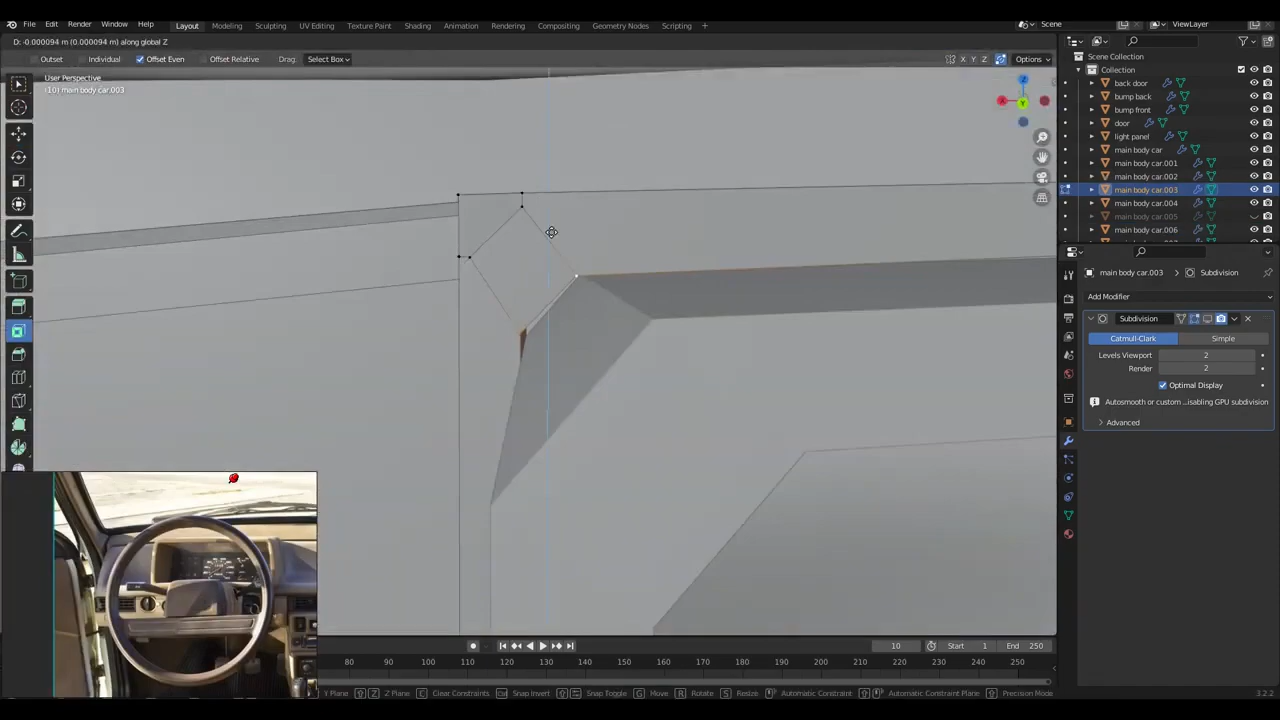 File Edit Render Window Help Layout Modeling Sculpting UV Editing Texture Paint Shading Animation Rendering Compositing Geometry Nodes Scripting + Scene ViewLayer
D: -0.000094 m (0.000094 m) along global Z
Outset Individual Offset Even Offset Relative Drag: Select Box X Y Z Options
User Perspective
(10) main body car.003
Scene Collection
Collection
back door
bump back
bump front
door
light panel
main body car
main body car.001
main body car.002
main body car.003
main body car.004
main body car.005
main body car.006
main body car.003 > Subdivision
Add Modifier
Subdivision
Catmull-Clark Simple
Levels Viewport 2
Render 2
Optimal Display
Autosmooth or custom ...isabling GPU subdivision
Advanced
10 Start 1 End 250
80 90 100 110 120 130 140 150 160 170 180 190 200 210 220 230 240 250
Y Plane Z Z Plane C Clear Constraints Snap Invert Snap Toggle G Move R Rotate S Resize Automatic Constraint Automatic Constraint Plane Precision Mode
3.2.2